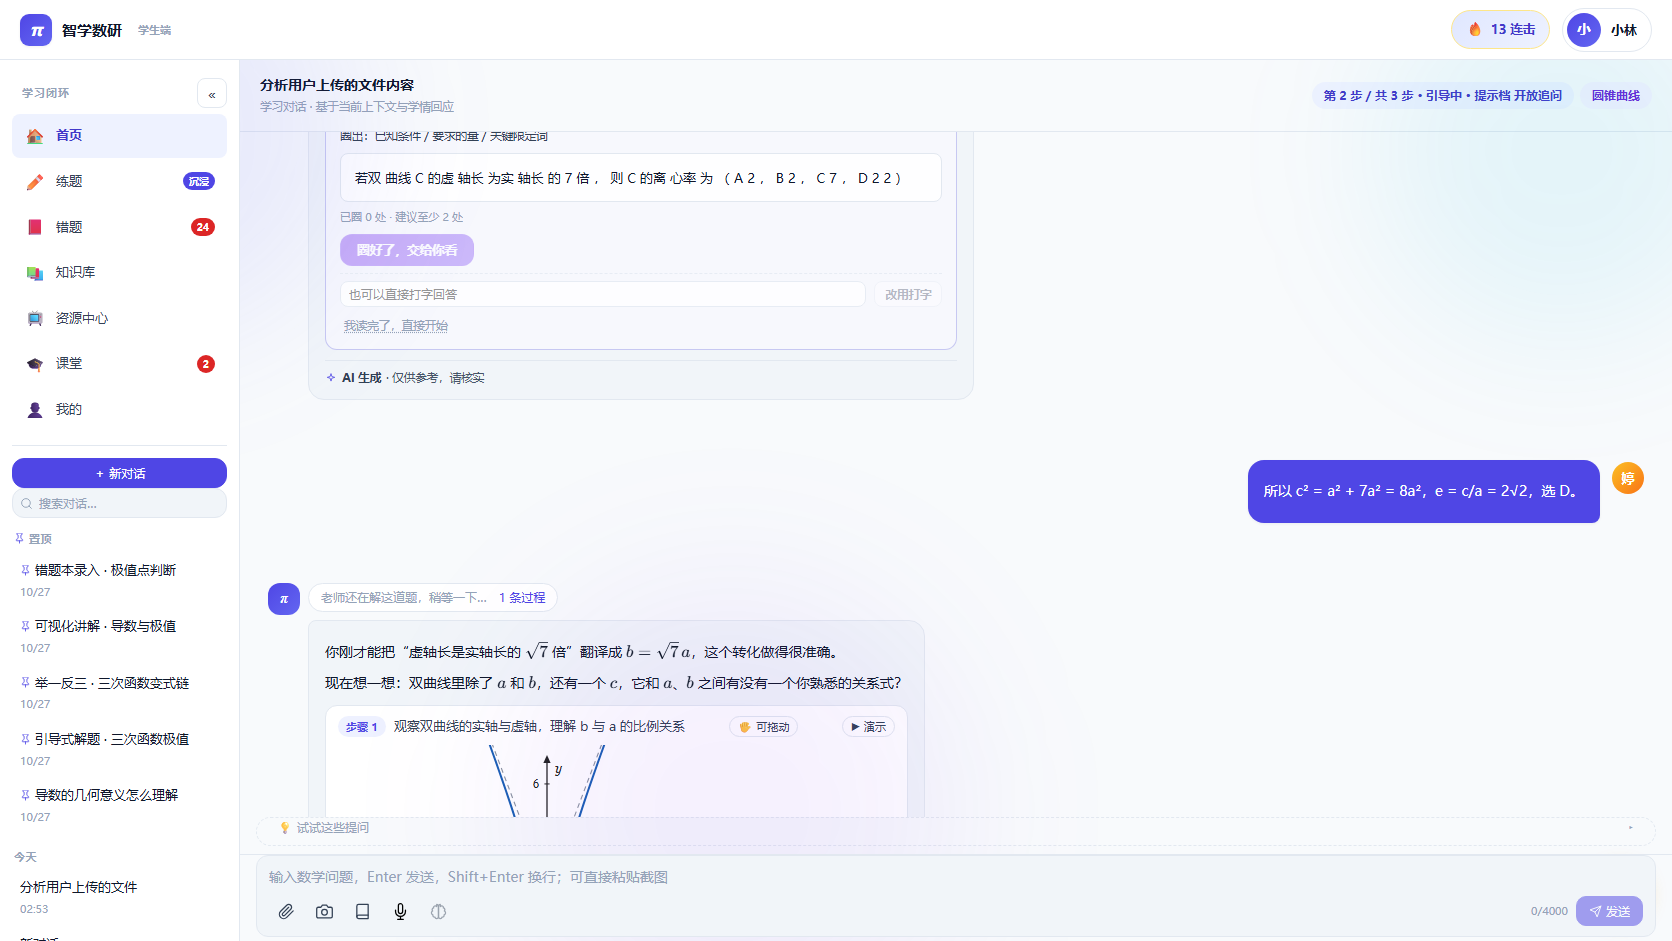 π 智学数研 学生端
13 连击 小 小林
学习闭环 «
首页
练题 沉浸
错题 24
知识库
资源中心
课堂 2
我的
+ 新对话
搜索对话...
置顶
错题本录入 · 极值点判断
10/27
可视化讲解 · 导数与极值
10/27
举一反三 · 三次函数变式链
10/27
引导式解题 · 三次函数极值
10/27
导数的几何意义怎么理解
10/27
今天
分析用户上传的文件
02:53
新对话
分析用户上传的文件内容
学习对话 · 基于当前上下文与学情回应
第 2 步 / 共 3 步 • 引导中 • 提示档 开放追问 圆锥曲线
圈出：已知条件 / 要求的量 / 关键限定词
若双 曲线 C 的虚 轴长 为实 轴长 的 7 倍 ， 则 C 的离 心率 为 （ A 2 ， B 2 ， C 7 ， D 2 2 ）
已圈 0 处 · 建议至少 2 处
圈好了，交给你看
也可以直接打字回答 改用打字
我读完了，直接开始
AI 生成 · 仅供参考，请核实
所以 c² = a² + 7a² = 8a²，e = c/a = 2√2，选 D。 婷
π 老师还在解这道题，稍等一下... 1 条过程
你刚才能把“虚轴长是实轴长的 √7 倍”翻译成 b = √7 a，这个转化做得很准确。
现在想一想：双曲线里除了 a 和 b，还有一个 c，它和 a、b 之间有没有一个你熟悉的关系式？
步骤 1 观察双曲线的实轴与虚轴，理解 b 与 a 的比例关系 可拖动 ▶ 演示
y
6
试试这些提问
输入数学问题，Enter 发送，Shift+Enter 换行；可直接粘贴截图
0/4000 发送